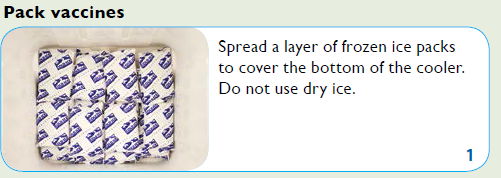 Pack vaccines
Spread a layer of frozen ice packs
to cover the bottom of the cooler.
Do not use dry ice.
1